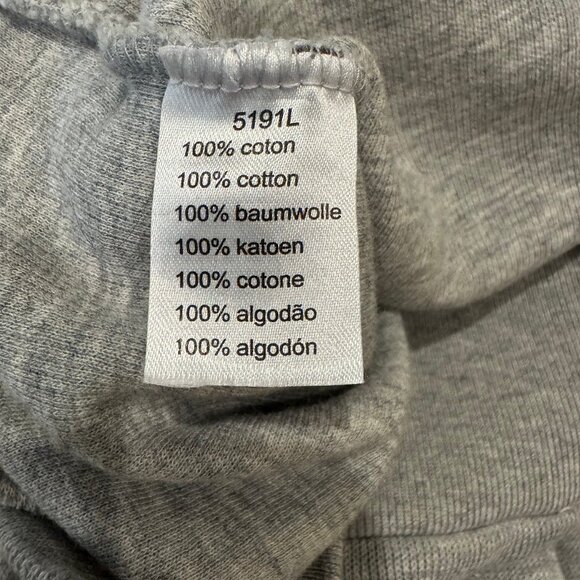 5191L
100% coton
100% cotton
100% baumwolle
100% katoen
100% cotone
100% algodão
100% algodón